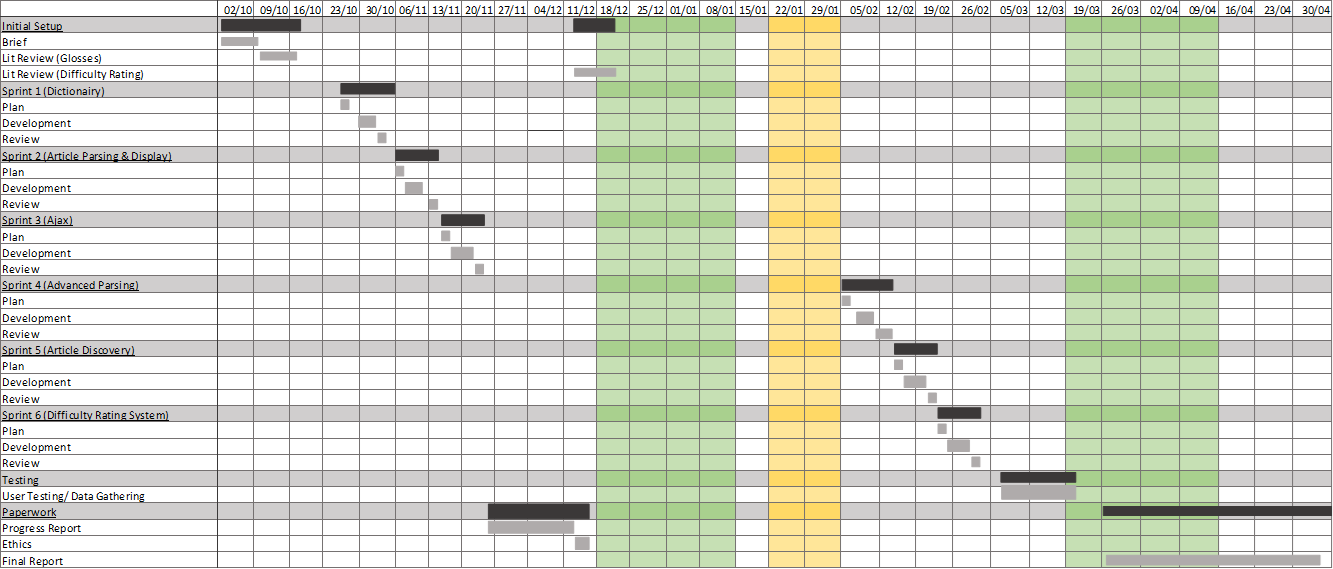 02/10 09/10 16/10 23/10 30/10 06/11 13/11 20/11 27/11 04/12 11/12 18/12 25/12 01/01 08/01 15/01 22/01 29/01 05/02 12/02 19/02 26/02 05/03 12/03 19/03 26/03 02/04 09/04 16/04 23/04 30/04
Initial Setup
Brief
Lit Review (Glosses)
Lit Review (Difficulty Rating)
Sprint 1 (Dictionairy)
Plan
Development
Review
Sprint 2 (Article Parsing & Display)
Plan
Development
Review
Sprint 3 (Ajax)
Plan
Development
Review
Sprint 4 (Advanced Parsing)
Plan
Development
Review
Sprint 5 (Article Discovery)
Plan
Development
Review
Sprint 6 (Difficulty Rating System)
Plan
Development
Review
Testing
User Testing/ Data Gathering
Paperwork
Progress Report
Ethics
Final Report